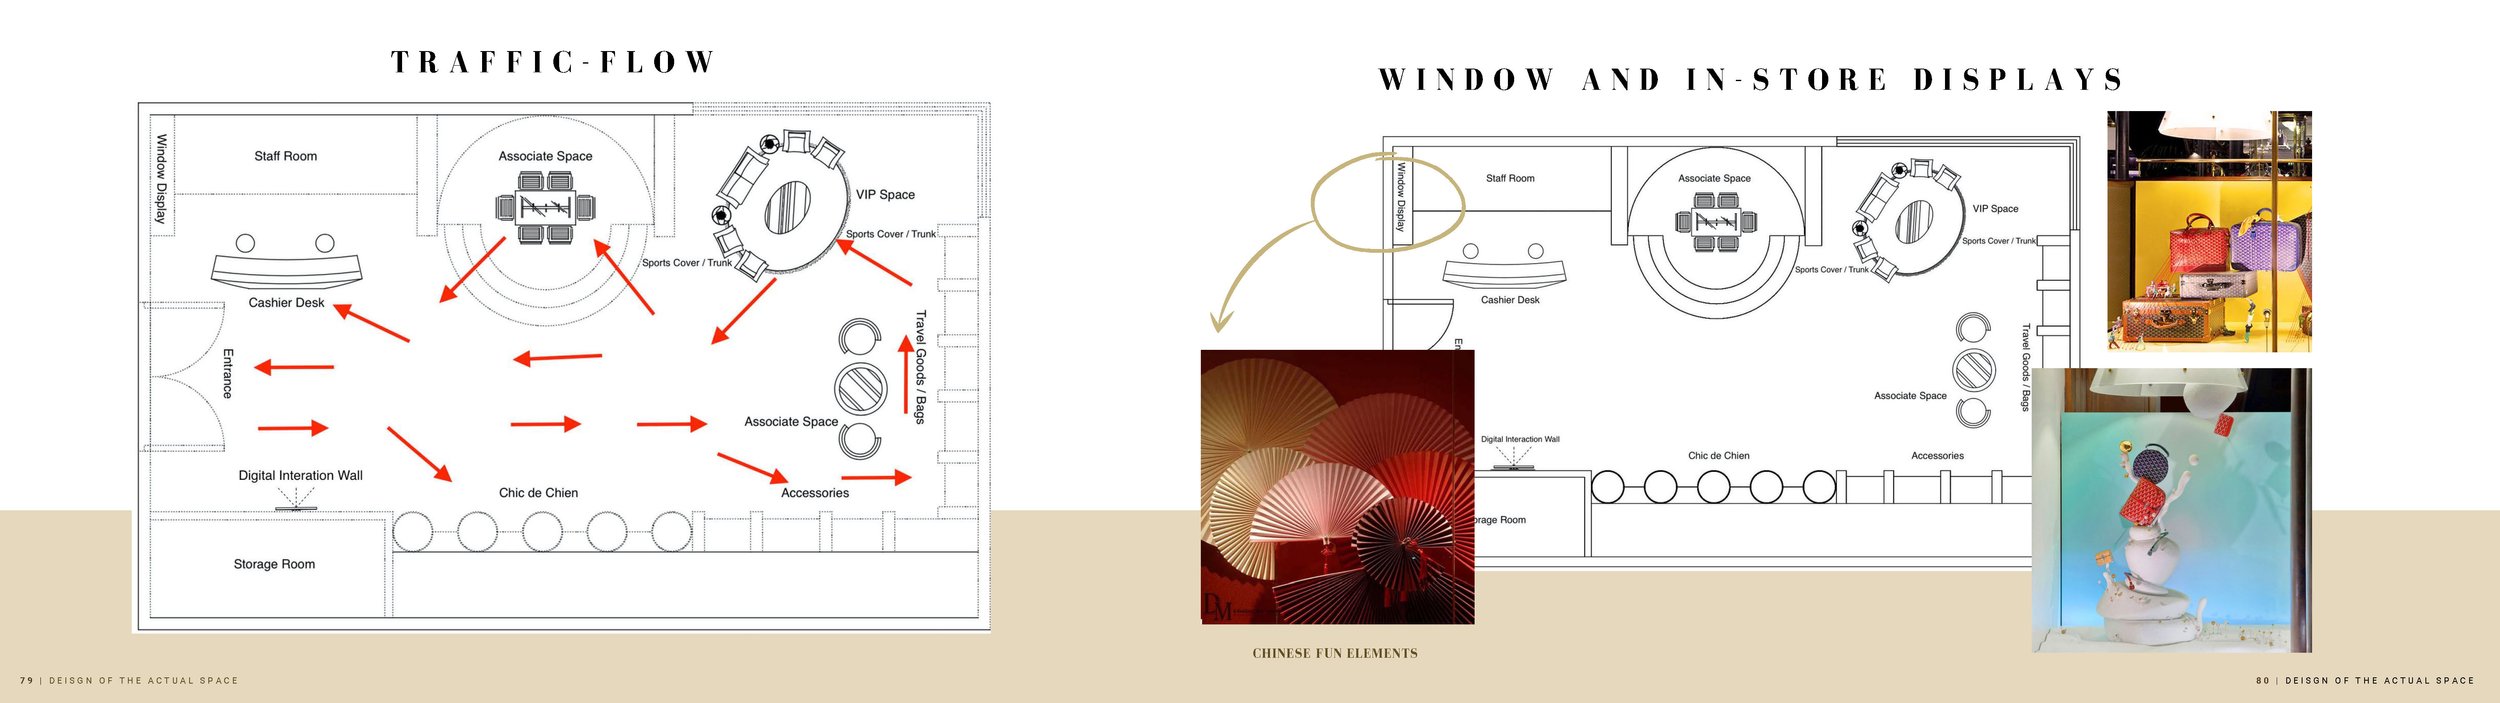 TRAFFIC-FLOW
Window Display
Staff Room
Associate Space
VIP Space
Sports Cover / Trunk
Sports Cover / Trunk
Cashier Desk
Entrance
Travel Goods / Bags
Associate Space
Digital Interation Wall
Chic de Chien
Accessories
Storage Room
79 | DEISGN OF THE ACTUAL SPACE
WINDOW AND IN-STORE DISPLAYS
Window Display
Staff Room
Associate Space
VIP Space
Sports Cover / Trunk
Sports Cover / Trunk
Cashier Desk
En
Travel Goods / Bags
Associate Space
Digital Interaction Wall
Chic de Chien
Accessories
orage Room
DM
CHINESE FUN ELEMENTS
80 | DEISGN OF THE ACTUAL SPACE